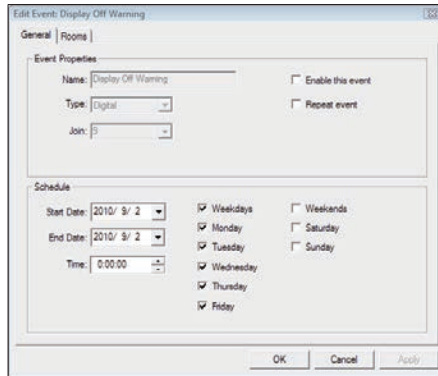 Edit Event: Display Off Warning
General Rooms
Event Properties
Name: Display Off Warning
Enable this event
Type: Digital
Repeat event
Join: 9
Schedule
Start Date: 2010/ 9/ 2
Weekdays
Weekends
End Date: 2010/ 9/ 2
Monday
Saturday
Tuesday
Sunday
Time: 0:00:00
Wednesday
Thursday
Friday
OK Cancel Apply